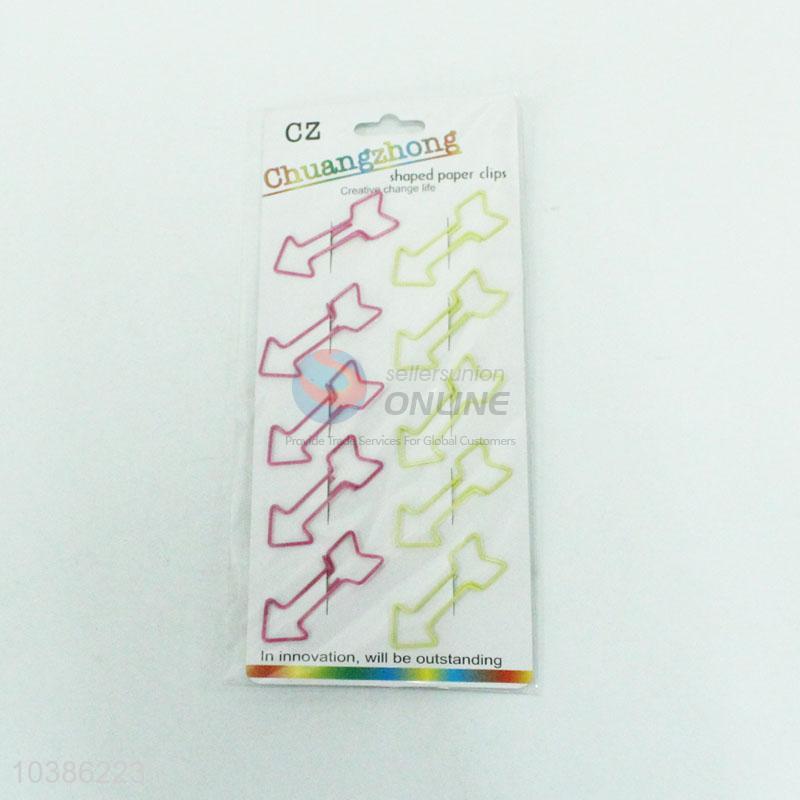 CZ
Chuangzhong
shaped paper clips
Creative change life
sellersunion
ONLINE
Provide Trade Services For Global Customers
In innovation, will be outstanding
10386223